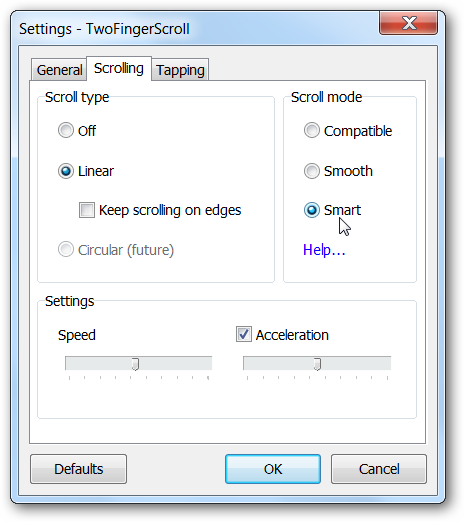 Settings - TwoFingerScroll
General Scrolling Tapping
Scroll type
Off
Linear
Keep scrolling on edges
Circular (future)
Scroll mode
Compatible
Smooth
Smart
Help...
Settings
Speed
Acceleration
Defaults OK Cancel